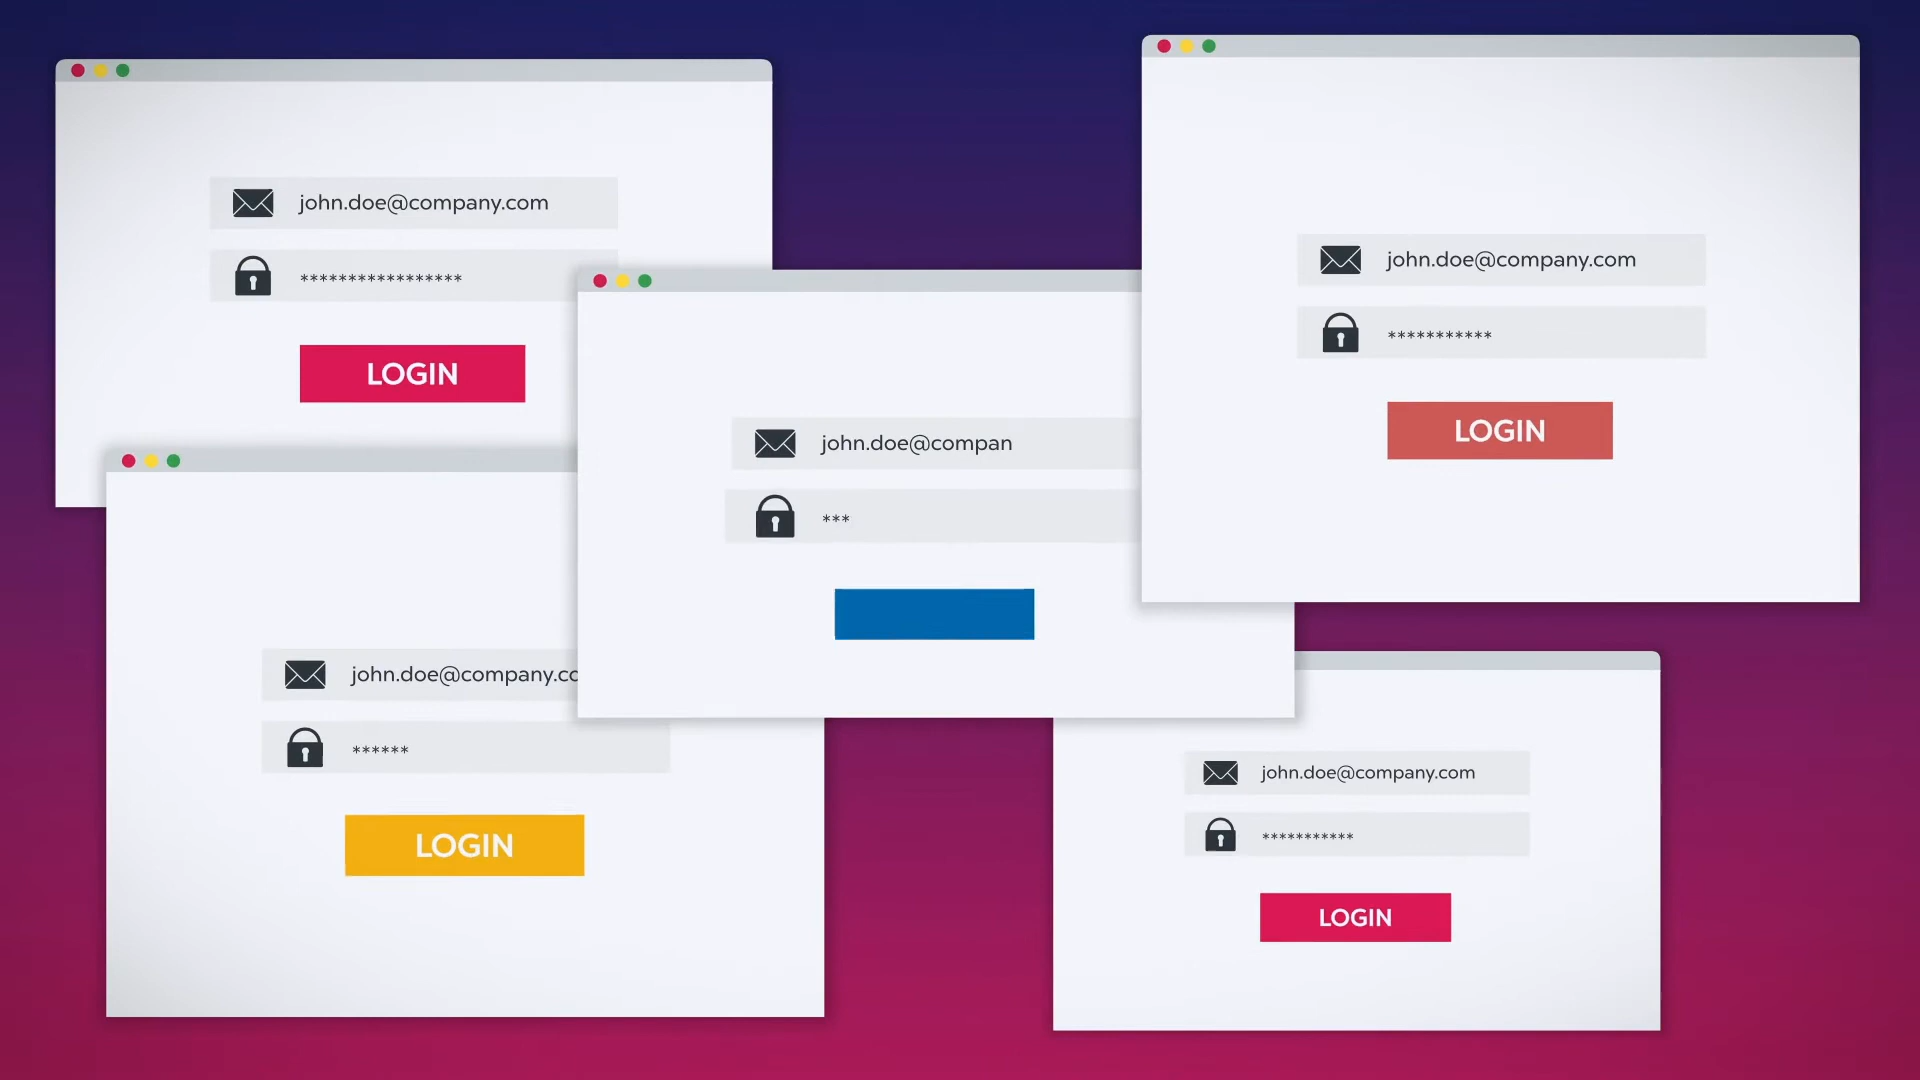 john.doe@company.com
*****************
LOGIN
john.doe@company.com
***********
LOGIN
john.doe@compan
***
john.doe@company.co
******
LOGIN
john.doe@company.com
***********
LOGIN